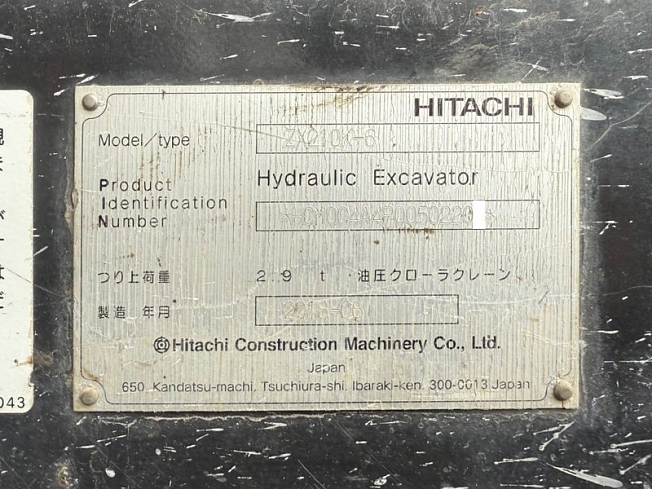 HITACHI
Model/type ZX210K-6
Hydraulic Excavator
Product
Identification
Number
つり上荷重 2.9 t 油圧クローラクレーン
製造 年月
©Hitachi Construction Machinery Co., Ltd.
Japan
650, Kandatsu-machi, Tsuchiura-shi, Ibaraki-ken, 300-0013 Japan
043